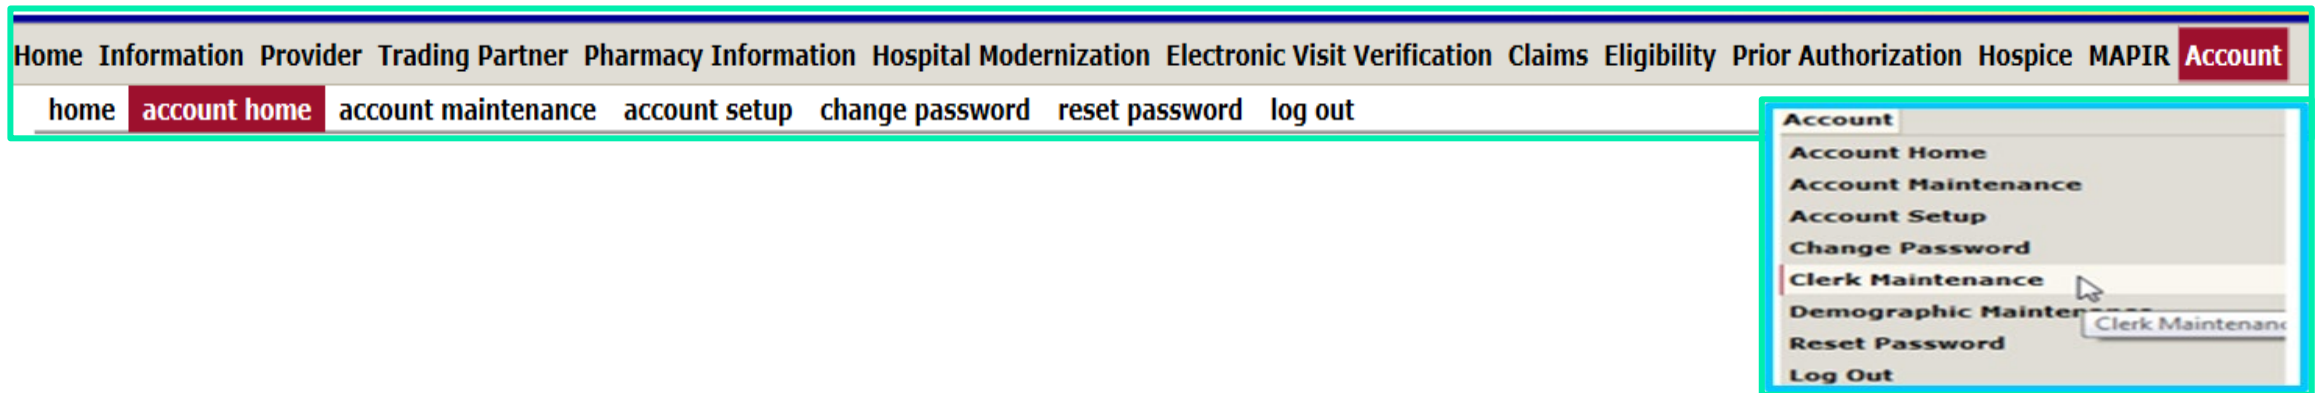 Home Information Provider Trading Partner Pharmacy Information Hospital Modernization Electronic Visit Verification Claims Eligibility Prior Authorization Hospice MAPIR Account
home account home account maintenance account setup change password reset password log out
Account
Account Home
Account Maintenance
Account Setup
Change Password
Clerk Maintenance
Demographic
Clerk
Reset Password
Log Out